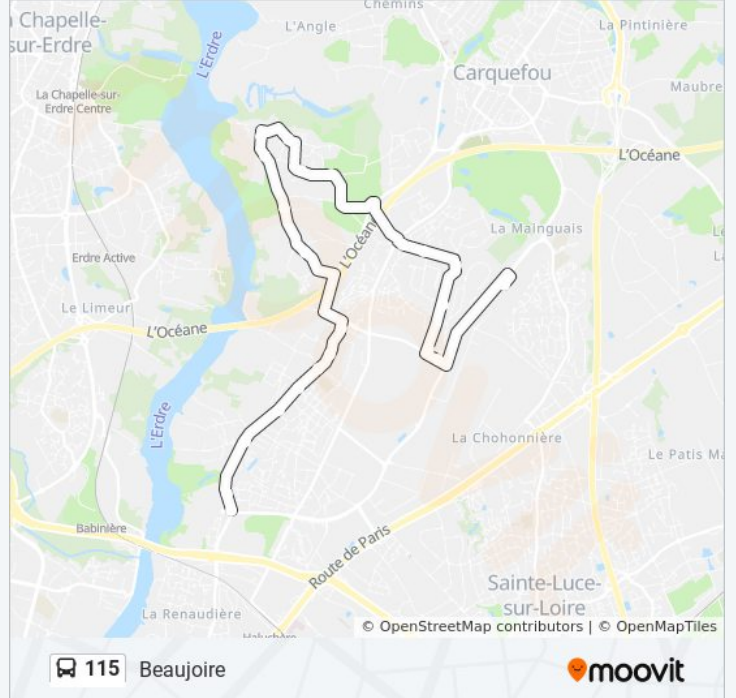 Chapelle-
sur-Erdre
Chemins
L'Angle
La Pintinière
L'Erdre
Carquefou
La Chapelle-sur-
Erdre Centre
Maubre
L'Océane
La Mainguais
L'Océan
Erdre Active
Le Limeur
L'Océane
L'Erdre
La Chohonnière
Le Patis Ma
Babinière
Route de Paris
Sainte-Luce-
sur-Loire
La Renaudière
© OpenStreetMap contributors | © OpenMapTiles
115 Beaujoire
moovit